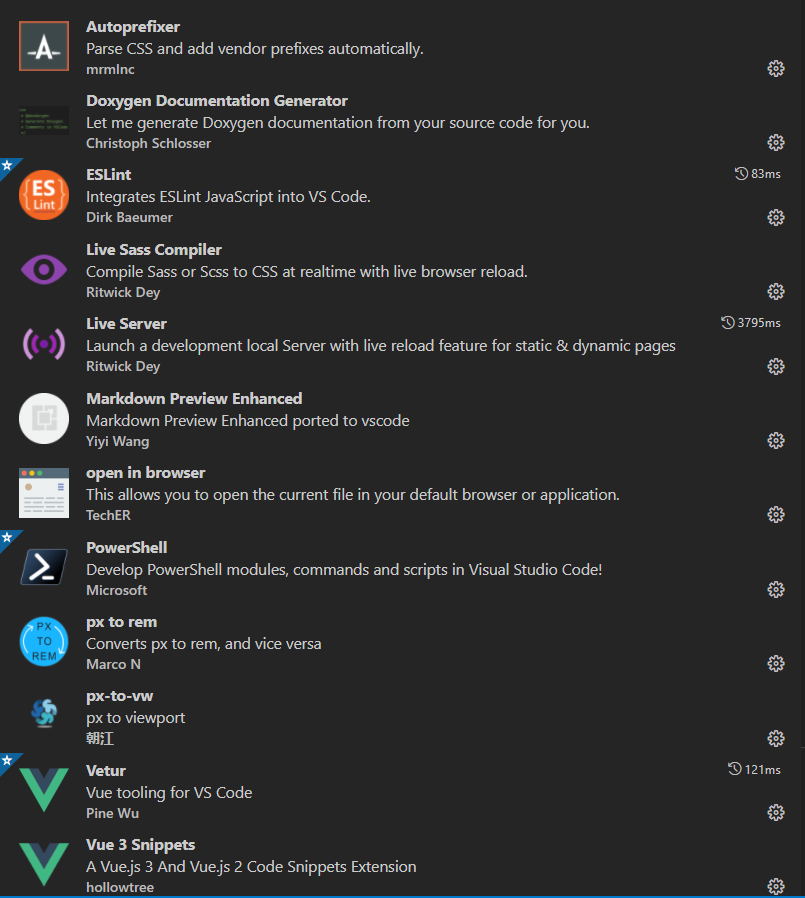 Autoprefixer
Parse CSS and add vendor prefixes automatically.
mrmlnc
Doxygen Documentation Generator
Let me generate Doxygen documentation from your source code for you.
Christoph Schlosser
ES
Lint
ESLint
83ms
Integrates ESLint JavaScript into VS Code.
Dirk Baeumer
Live Sass Compiler
Compile Sass or Scss to CSS at realtime with live browser reload.
Ritwick Dey
Live Server
3795ms
Launch a development local Server with live reload feature for static & dynamic pages
Ritwick Dey
Markdown Preview Enhanced
Markdown Preview Enhanced ported to vscode
Yiyi Wang
open in browser
This allows you to open the current file in your default browser or application.
TechER
PowerShell
Develop PowerShell modules, commands and scripts in Visual Studio Code!
Microsoft
PX
TO
REM
px to rem
Converts px to rem, and vice versa
Marco N
px-to-vw
px to viewport
朝江
Vetur
121ms
Vue tooling for VS Code
Pine Wu
Vue 3 Snippets
A Vue.js 3 And Vue.js 2 Code Snippets Extension
hollowtree